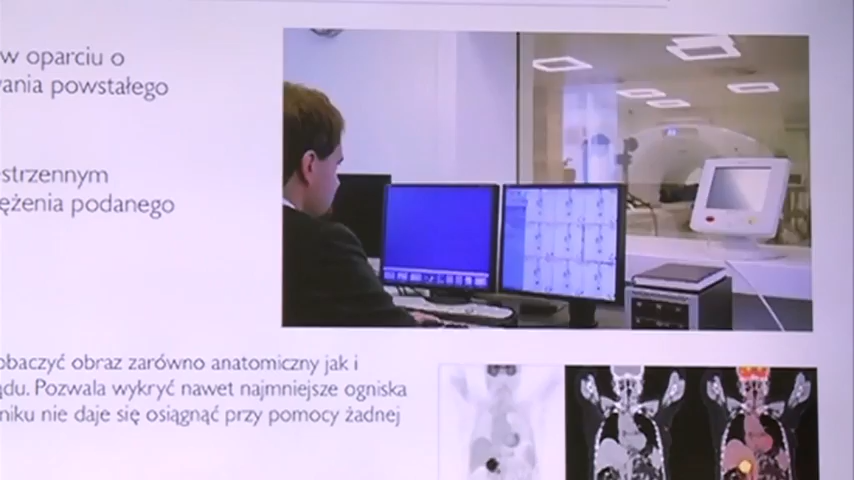 w oparciu o
wania powstałego
estrzennym
ężenia podanego
obaczyć obraz zarówno anatomiczny jak i
ądu. Pozwala wykryć nawet najmniejsze ogniska
niku nie daje się osiągnąć przy pomocy żadnej